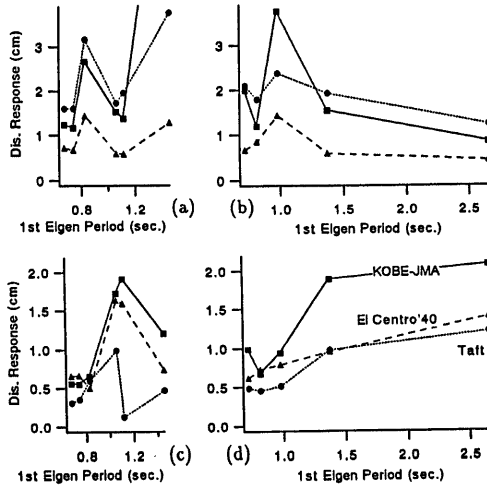 Dis. Response (cm)
3
2
1
0
0.8
1.2
(a)
1st Eigen Period (sec.)
3
2
1
0
1.0
1.5
2.0
2.5
(b)
1st Eigen Period (sec.)
Dis. Response (cm)
2.0
1.5
1.0
0.5
0.0
0.8
1.2
(c)
1st Eigen Period (sec.)
2.0
1.5
1.0
0.5
0.0
KOBE-JMA
El Centro'40
Taft
1.0
1.5
2.0
2.5
(d)
1st Eigen Period (sec.)